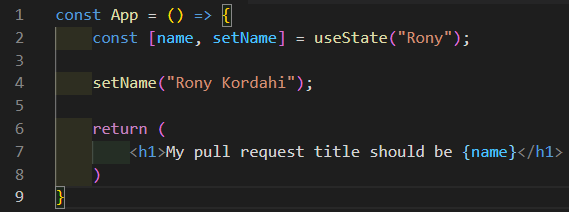 1 const App = () => {
2 const [name, setName] = useState("Rony");
3
4 setName("Rony Kordahi");
5
6 return (
7 <h1>My pull request title should be {name}</h1>
8 )
9 }